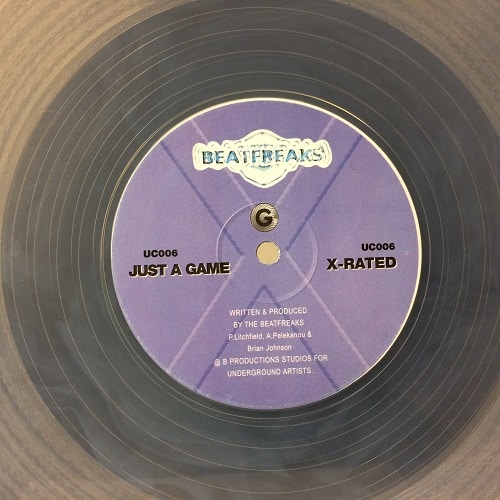 BEATFREAKS
G
UC006
JUST A GAME
UC006
X-RATED
WRITTEN & PRODUCED
BY THE BEATFREAKS
P.Litchfield, A.Pelekanou &
Brian Johnson
@ B PRODUCTIONS STUDIOS FOR
UNDERGROUND ARTISTS.